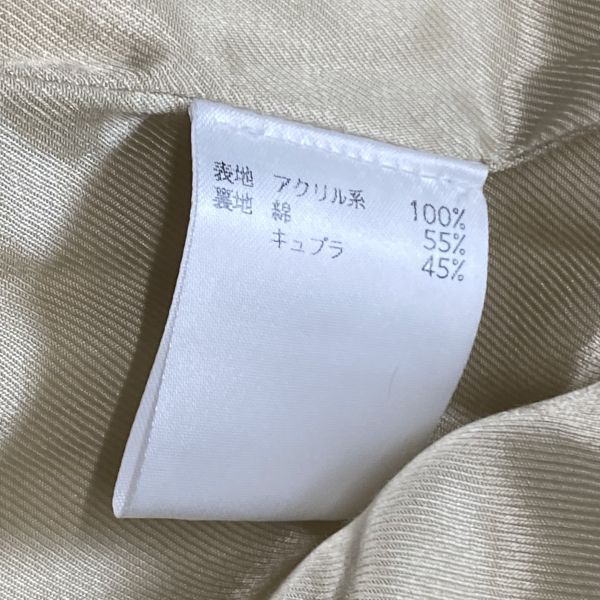 表地 アクリル系 100%
裏地 綿 55%
キュプラ 45%